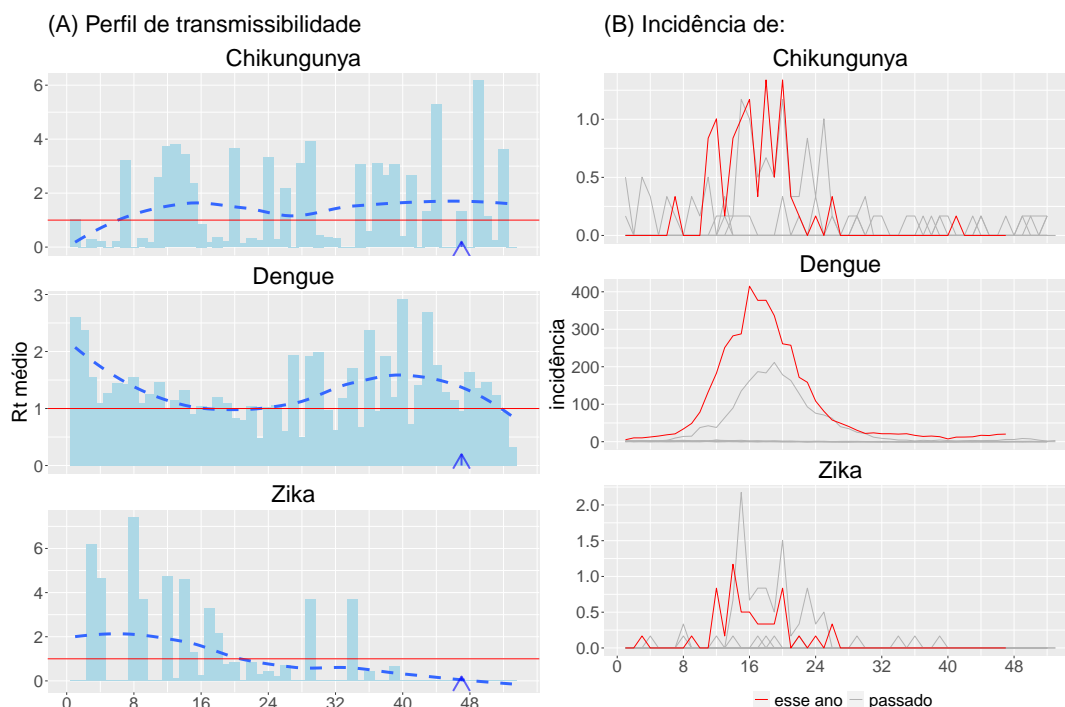 (A) Perfil de transmissibilidade
Chikungunya
6
4
2
0
Dengue
3
2
1
0
Rt médio
Zika
6
4
2
0
0 8 16 24 32 40 48
(B) Incidência de:
Chikungunya
1.0
0.5
0.0
Dengue
400
300
200
100
0
incidência
Zika
2.0
1.5
1.0
0.5
0.0
0 8 16 24 32 40 48
esse ano passado